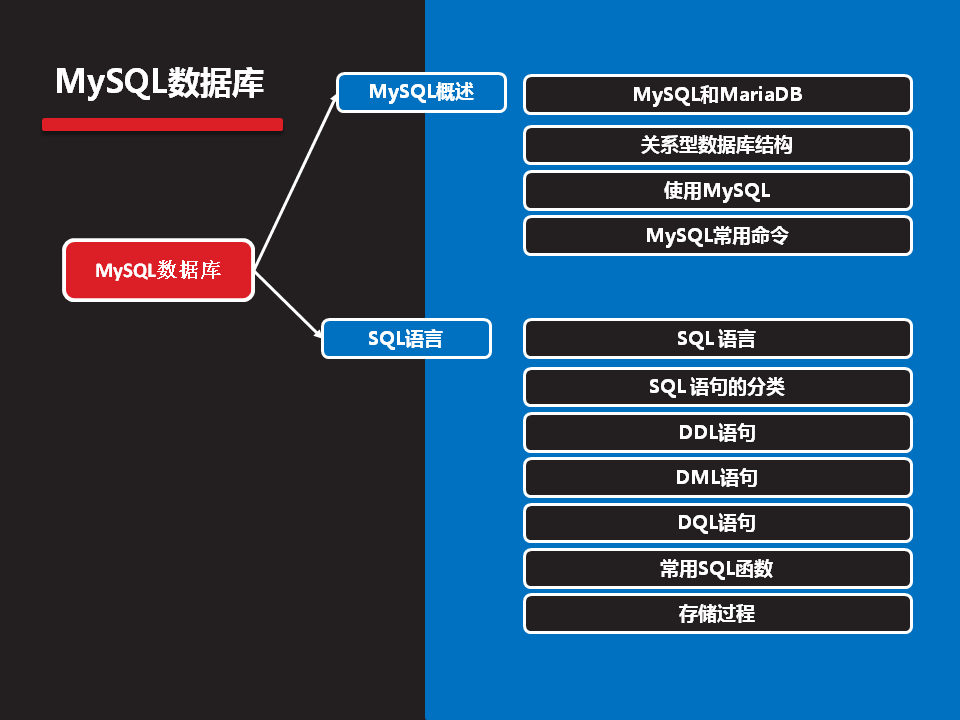 MySQL数据库
MySQL概述
MySQL和MariaDB
关系型数据库结构
使用MySQL
MySQL常用命令
MySQL数据库
SQL语言
SQL 语言
SQL 语句的分类
DDL语句
DML语句
DQL语句
常用SQL函数
存储过程